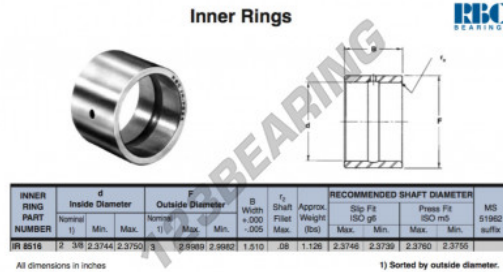 Inner Rings
RBC
BEARING
123BEARING
B
r₂
d
F
INNER RING PART NUMBER
d Inside Diameter
F Outside Diameter
B Width +.000 -.005
r₂ Shaft Fillet Max.
Approx. Weight (lbs)
RECOMMENDED SHAFT DIAMETER
Slip Fit ISO g6
Press Fit ISO m5
MS 51962 suffix
Nominal 1) Max. Min.
Nominal 1) Max. Min.
Max. Min. Max. Min.
IR 8516 2 3/8 2.3744 2.3750 3 2.9989 2.9982 1.510 .08 1.126 2.3746 2.3739 2.3760 2.3755
All dimensions in inches
1) Sorted by outside diameter.